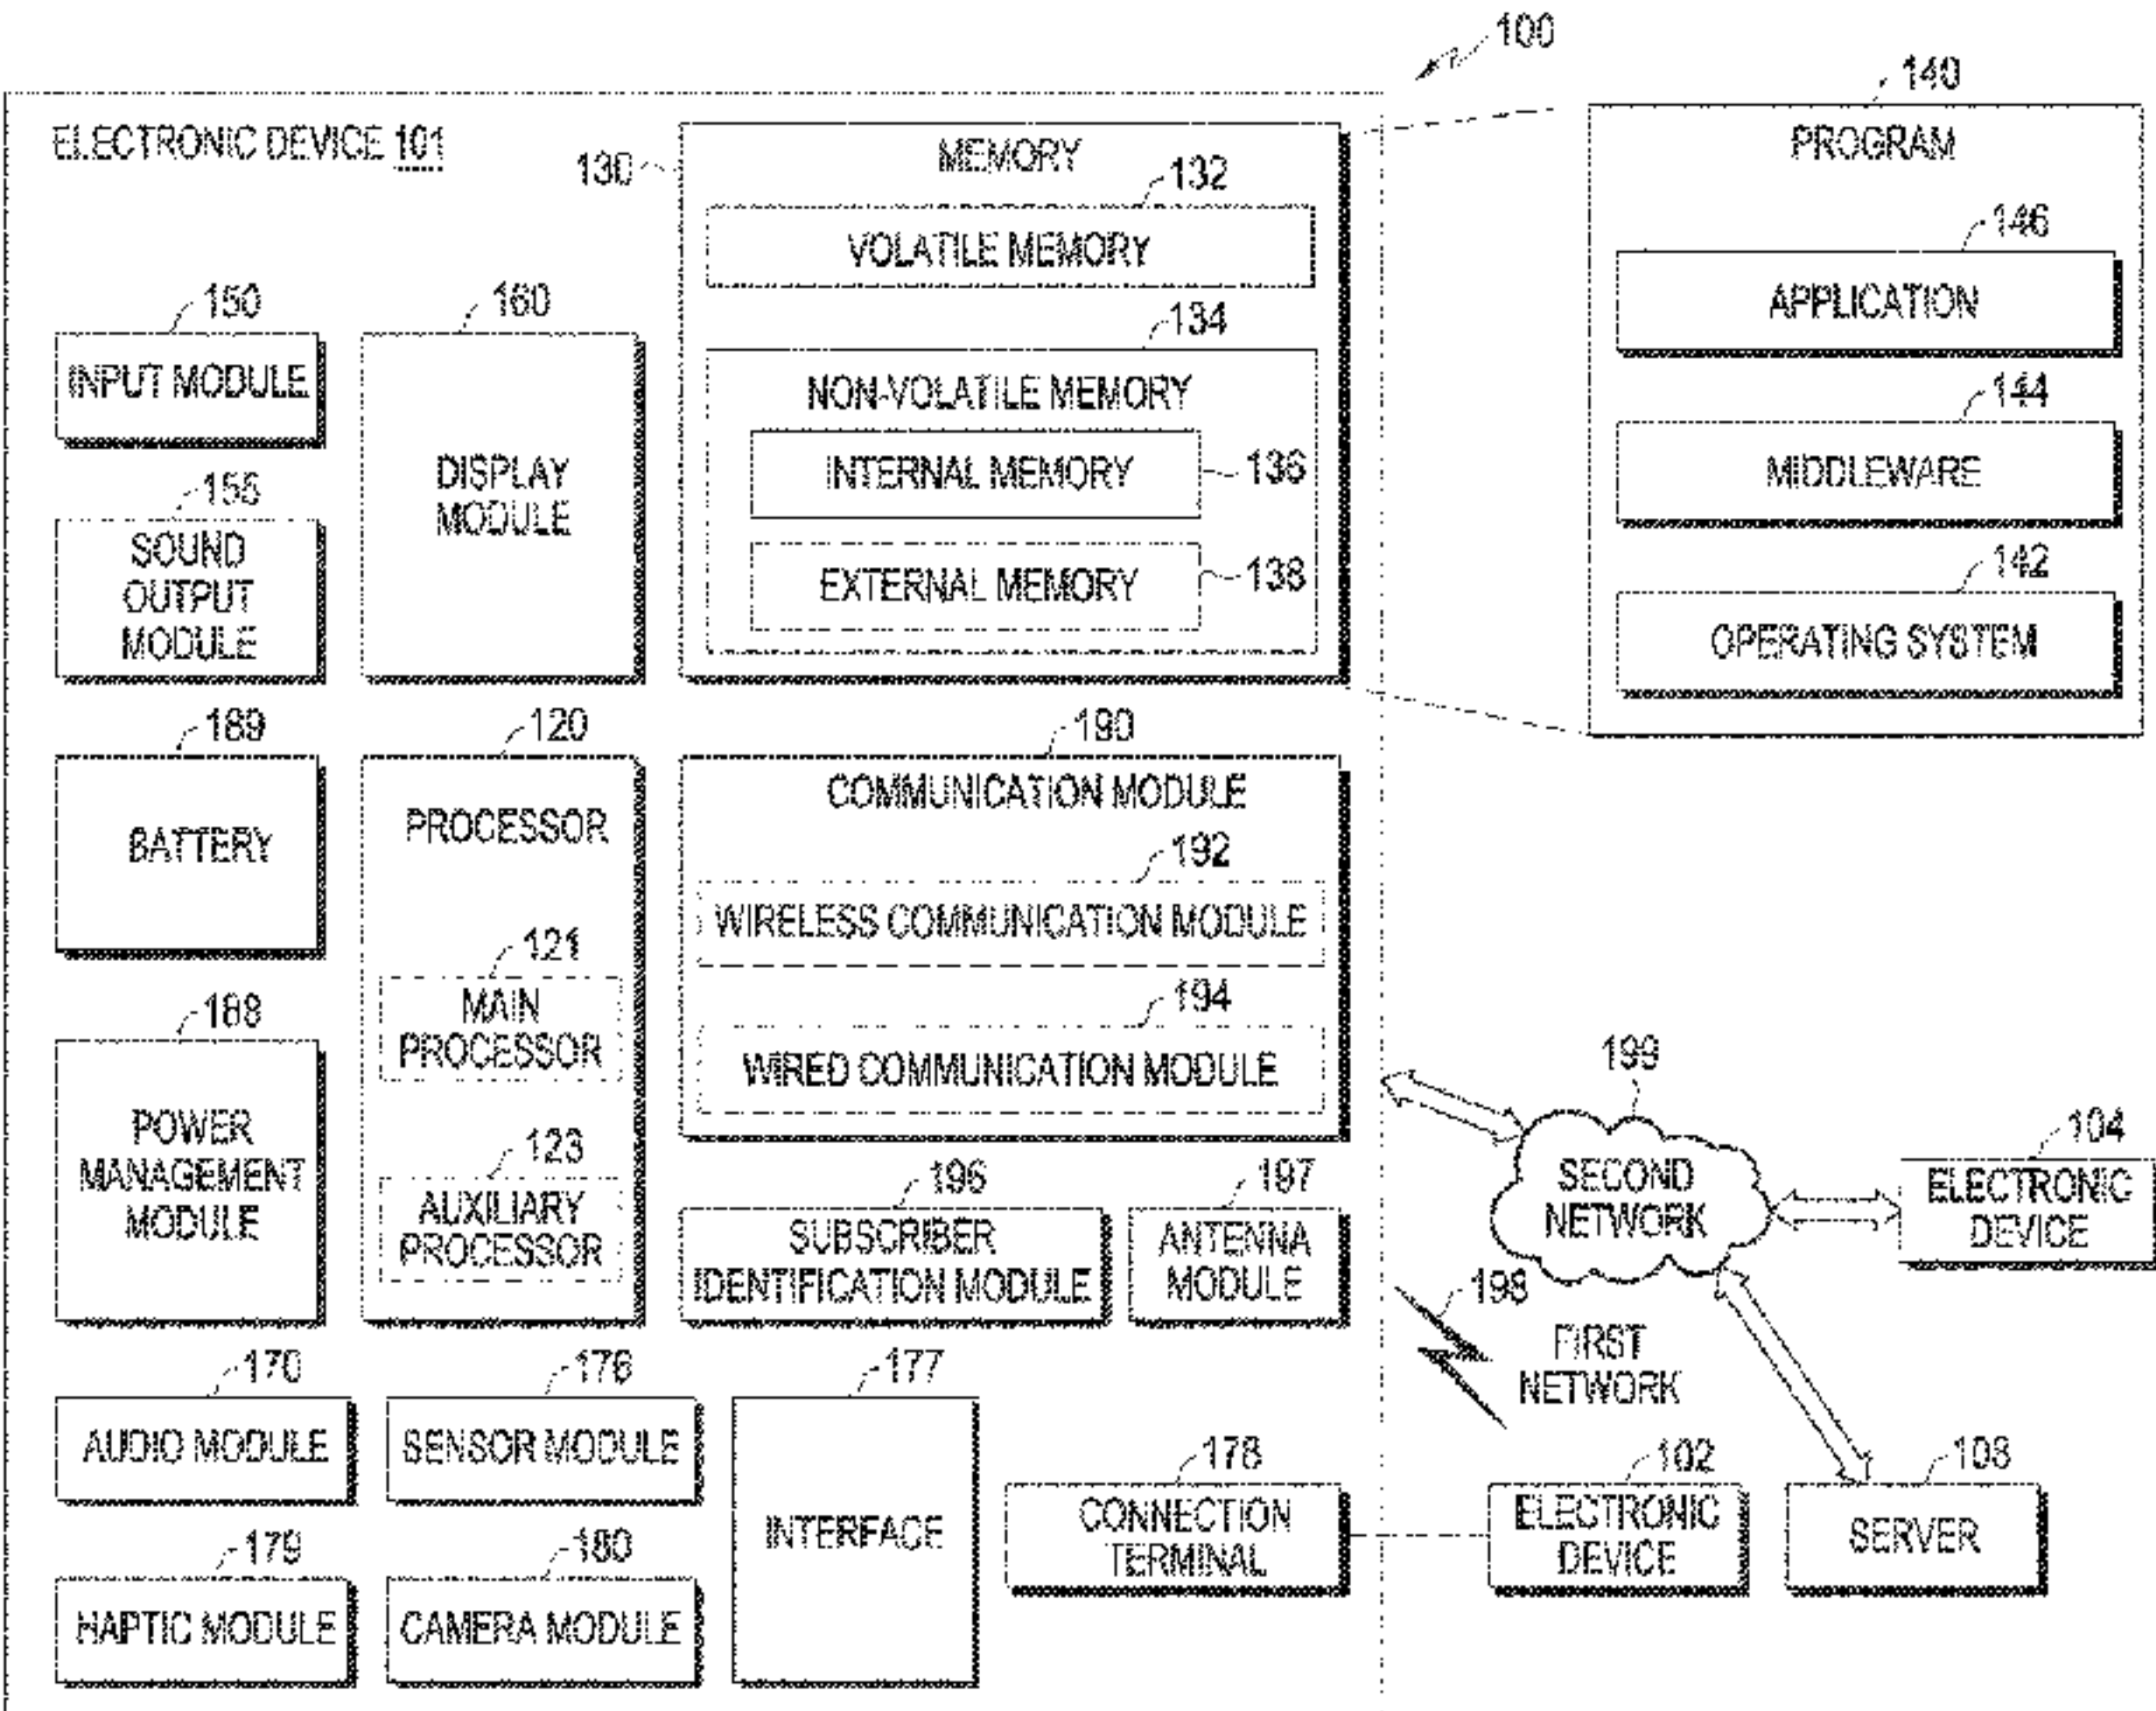 100
140
ELECTRONIC DEVICE 101
130
MEMORY
PROGRAM
132
VOLATILE MEMORY
146
APPLICATION
150
160
134
INPUT MODULE
NON-VOLATILE MEMORY
144
MIDDLEWARE
DISPLAY
MODULE
INTERNAL MEMORY
136
155
SOUND
OUTPUT
MODULE
EXTERNAL MEMORY
138
142
OPERATING SYSTEM
189
120
190
BATTERY
PROCESSOR
COMMUNICATION MODULE
192
WIRELESS COMMUNICATION MODULE
121
MAIN
PROCESSOR
194
WIRED COMMUNICATION MODULE
188
POWER
MANAGEMENT
MODULE
123
AUXILIARY
PROCESSOR
196
SUBSCRIBER
IDENTIFICATION MODULE
197
ANTENNA
MODULE
199
SECOND
NETWORK
104
ELECTRONIC
DEVICE
198
FIRST
NETWORK
170
AUDIO MODULE
176
SENSOR MODULE
177
INTERFACE
178
CONNECTION
TERMINAL
102
ELECTRONIC
DEVICE
108
SERVER
179
HAPTIC MODULE
180
CAMERA MODULE